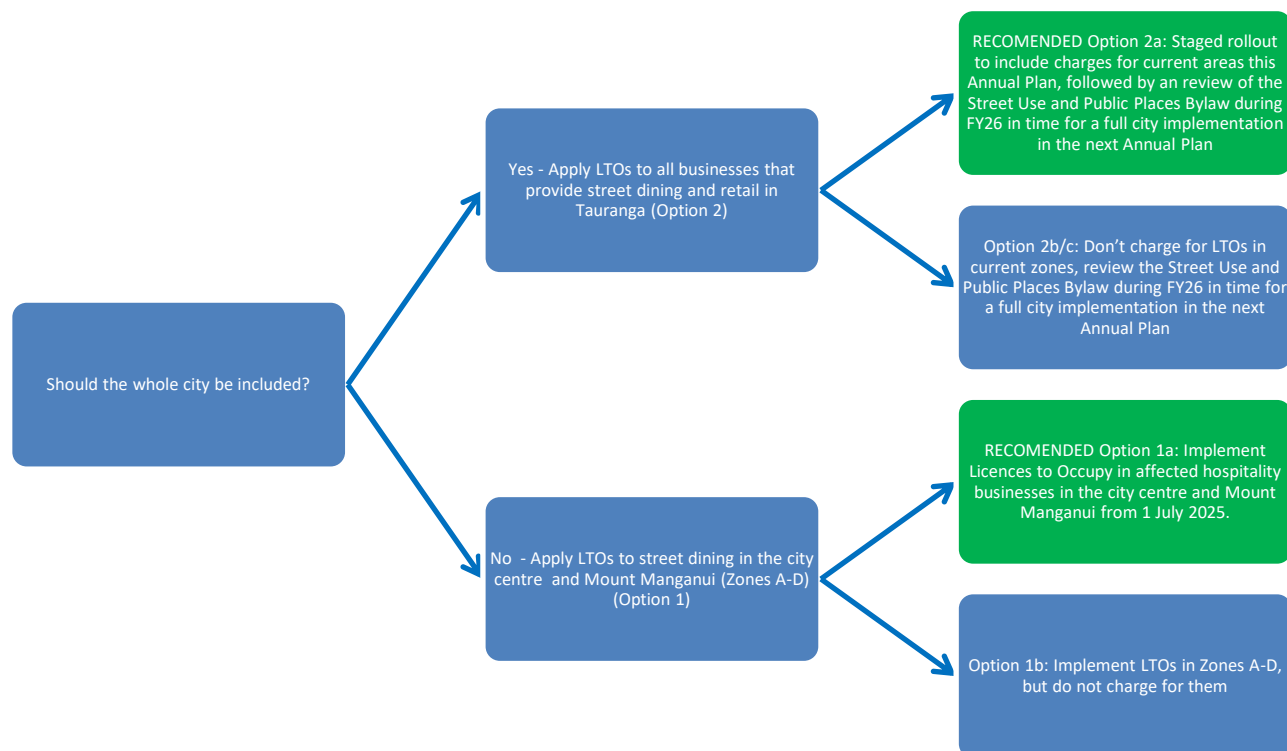 Should the whole city be included?
Yes - Apply LTOs to all businesses that
provide street dining and retail in
Tauranga (Option 2)
No  - Apply LTOs to street dining in the city
centre  and Mount Manganui (Zones A-D)
(Option 1)
RECOMENDED Option 2a: Staged rollout
to include charges for current areas this
Annual Plan, followed by an review of the
Street Use and Public Places Bylaw during
FY26 in time for a full city implementation
in the next Annual Plan
Option 2b/c: Don’t charge for LTOs in
current zones, review the Street Use and
Public Places Bylaw during FY26 in time for
a full city implementation in the next
Annual Plan
RECOMENDED Option 1a: Implement
Licences to Occupy in affected hospitality
businesses in the city centre and Mount
Manganui from 1 July 2025.
Option 1b: Implement LTOs in Zones A-D,
but do not charge for them